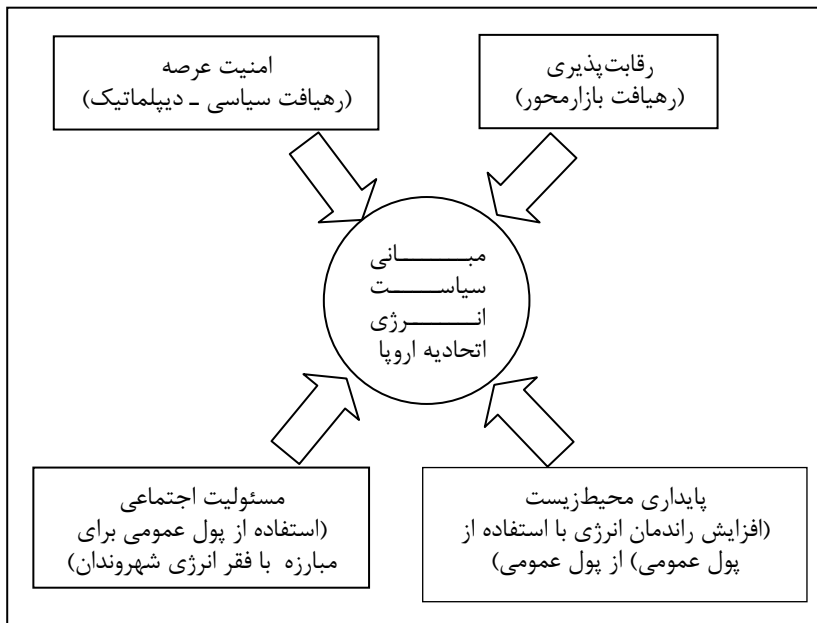 رقابت‌پذیری
(رهیافت بازارمحور)
امنیت عرصه
(رهیافت سیاسی ـ دیپلماتیک)
مبانی
سیاست
انرژی
اتحادیه اروپا
پایداری محیط‌زیست
(افزایش راندمان انرژی با استفاده از
پول عمومی) از پول عمومی)
مسئولیت اجتماعی
(استفاده از پول عمومی برای
مبارزه با فقر انرژی شهروندان)